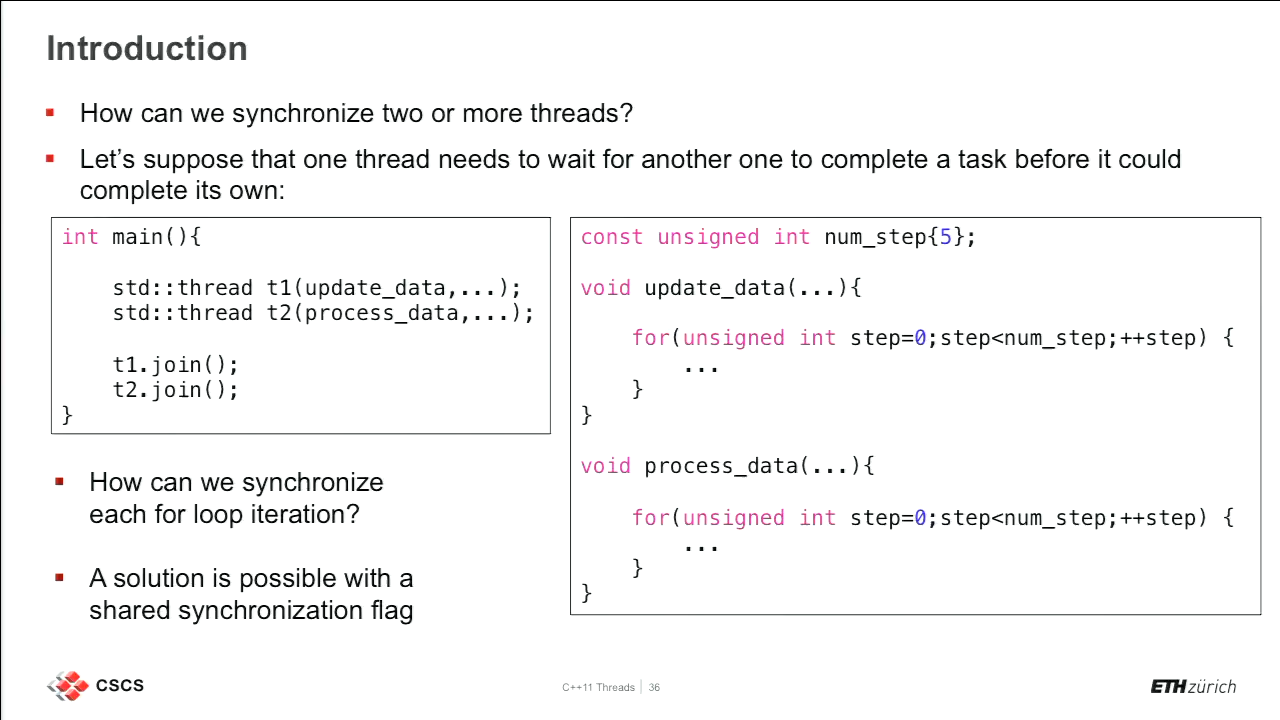 Introduction
How can we synchronize two or more threads?
Let’s suppose that one thread needs to wait for another one to complete a task before it could
complete its own:
int main(){
std::thread t1(update_data,...);
std::thread t2(process_data,...);
t1.join();
t2.join();
}
How can we synchronize
each for loop iteration?
A solution is possible with a
shared synchronization flag
const unsigned int num_step{5};
void update_data(...){
for(unsigned int step=0;step<num_step;++step) {
...
}
}
void process_data(...){
for(unsigned int step=0;step<num_step;++step) {
...
}
}
CSCS
C++11 Threads | 36
ETH zürich